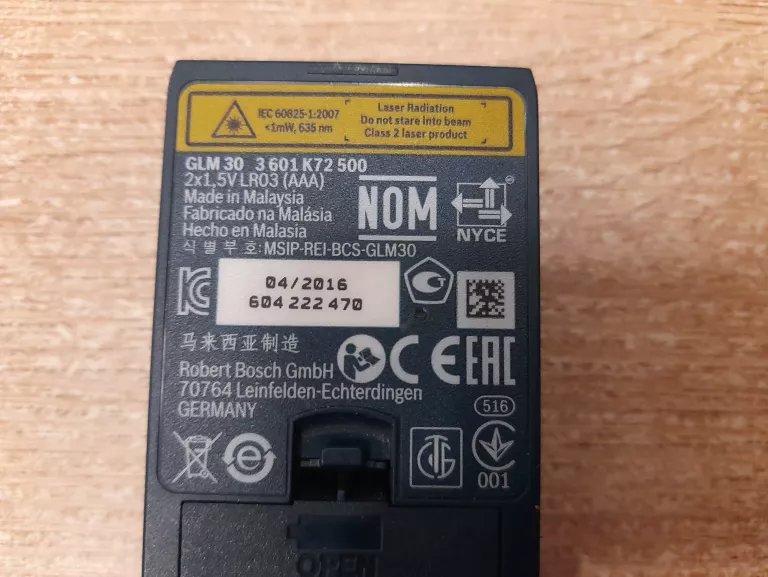 IEC 60825-1:2007
<1mW, 635 nm
Laser Radiation
Do not stare into beam
Class 2 laser product
GLM 30 3 601 K72 500
2x1,5V LR03 (AAA)
Made in Malaysia
Fabricado na Malásia
Hecho en Malasia
NOM
NYCE
식 별 부 호: MSIP-REI-BCS-GLM30
04/2016
604 222 470
马来西亚制造
Robert Bosch GmbH
70764 Leinfelden-Echterdingen
GERMANY
CE
EAC
516
001
OPEN